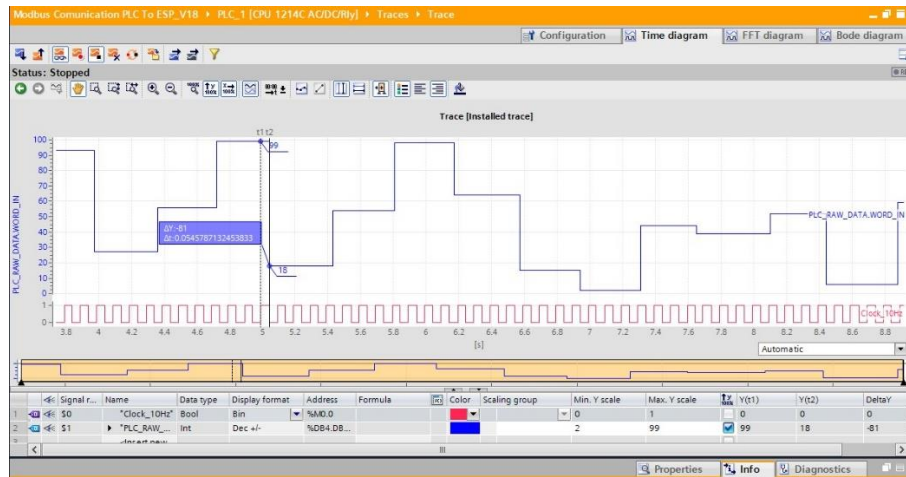 Modbus Comunication PLC To ESP_V18 ▸ PLC_1 [CPU 1214C AC/DC/Rly] ▸ Traces ▸ Trace
Configuration Time diagram FFT diagram Bode diagram
Status: Stopped
Trace [Installed trace]
t1 t2
100
90
80
70
60
50
40
30
20
10
0
PLC_RAW_DATA.WORD_IN
99
ΔY -81
Δt: 0.0545787132453833
18
PLC_RAW_DATA.WORD_IN
1
0
Clock_10Hz
3.8 4 4.2 4.4 4.6 4.8 5 5.2 5.4 5.6 5.8 6 6.2 6.4 6.6 6.8 7 7.2 7.4 7.6 7.8 8 8.2 8.4 8.6 8.8
[s]
Automatic
Signal r... Name Data type Display format Address Formula Color Scaling group Min. Y scale Max. Y scale Y(t1) Y(t2) DeltaY
1 S0 "Clock_10Hz" Bool Bin %M0.0 0 1 0 0 0
2 S1 "PLC_RAW_... Int Dec +/- %DB4.DB... 2 99 99 18 -81
Properties Info Diagnostics